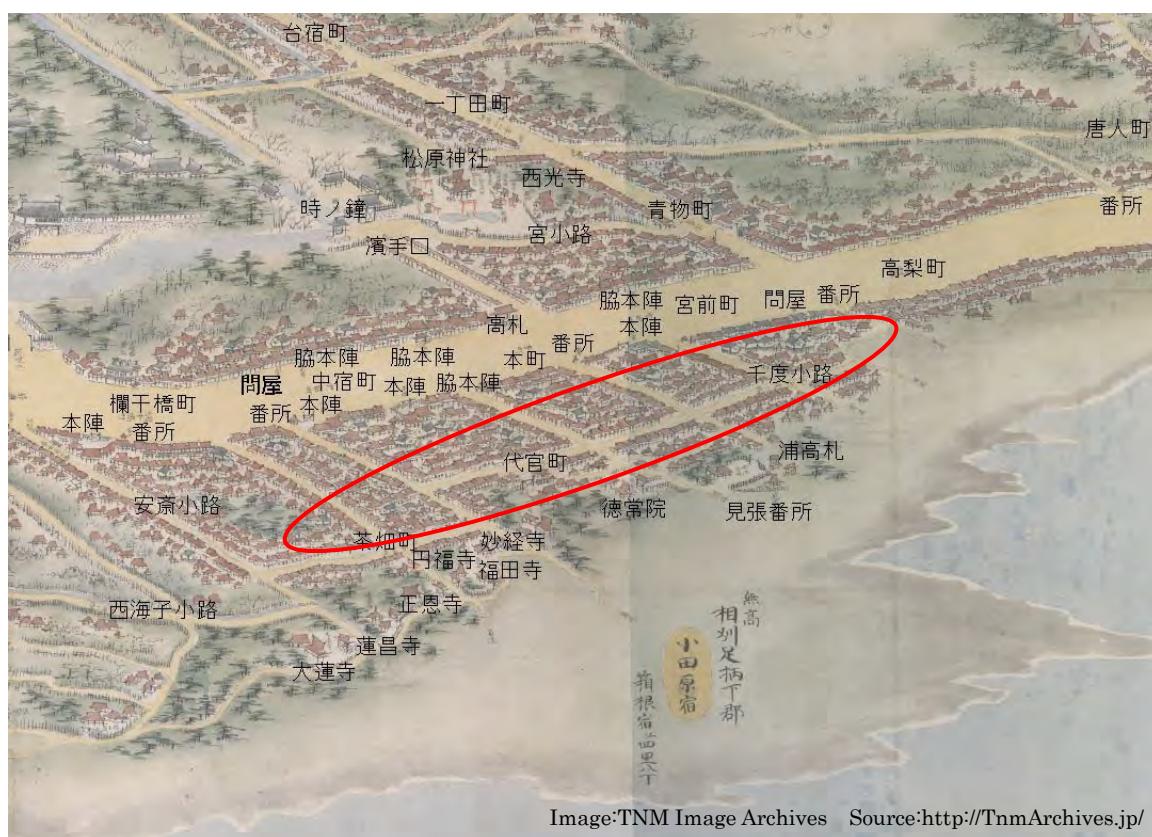 台宿町
一丁田町
唐人町
松原神社
西光寺
時ノ鐘
青物町
番所
宮小路
濱手口
高梨町
脇本陣
宮前町
問屋
番所
本陣
高札
番所
本町
脇本陣
脇本陣
千度小路
問屋
中宿町
本陣
脇本陣
欄干橋町
番所
本陣
本陣
番所
浦高札
代官町
安斎小路
徳常院
見張番所
茶畑町
妙経寺
円福寺
福田寺
西海子小路
正恩寺
蓮昌寺
大蓮寺
無高
相刕足柄下郡
小田原宿
箱根宿江四里八丁
Image:TNM Image Archives Source:http://TnmArchives.jp/